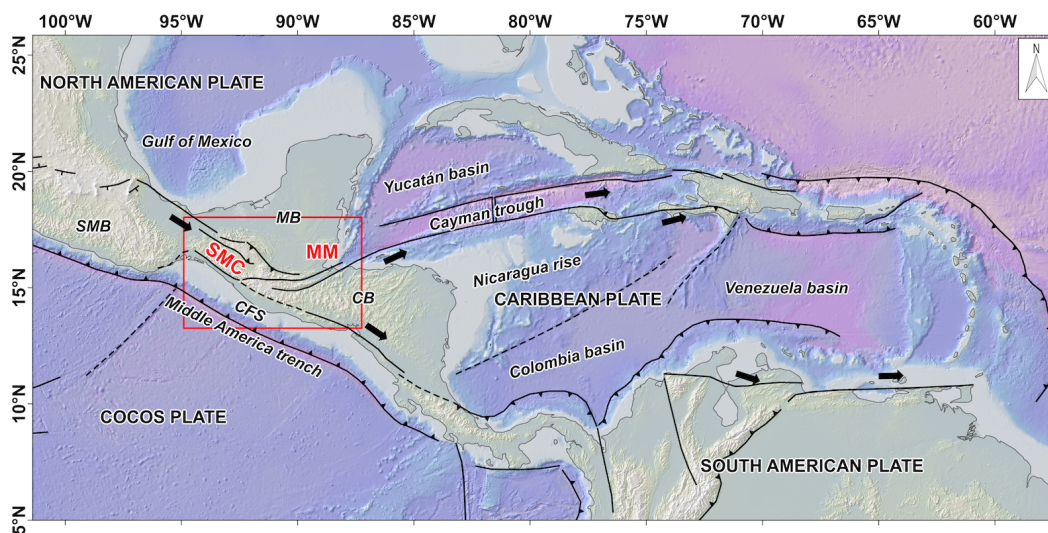 100°W 95°W 90°W 85°W 80°W 75°W 70°W 65°W 60°W
25°N
N
NORTH AMERICAN PLATE
Gulf of Mexico
20°N
Yucatán basin
MB
Cayman trough
SMB
SMC
MM
Nicaragua rise
15°N
CB
CARIBBEAN PLATE
Venezuela basin
CFS
Middle America trench
Colombia basin
10°N
COCOS PLATE
SOUTH AMERICAN PLATE
5°N